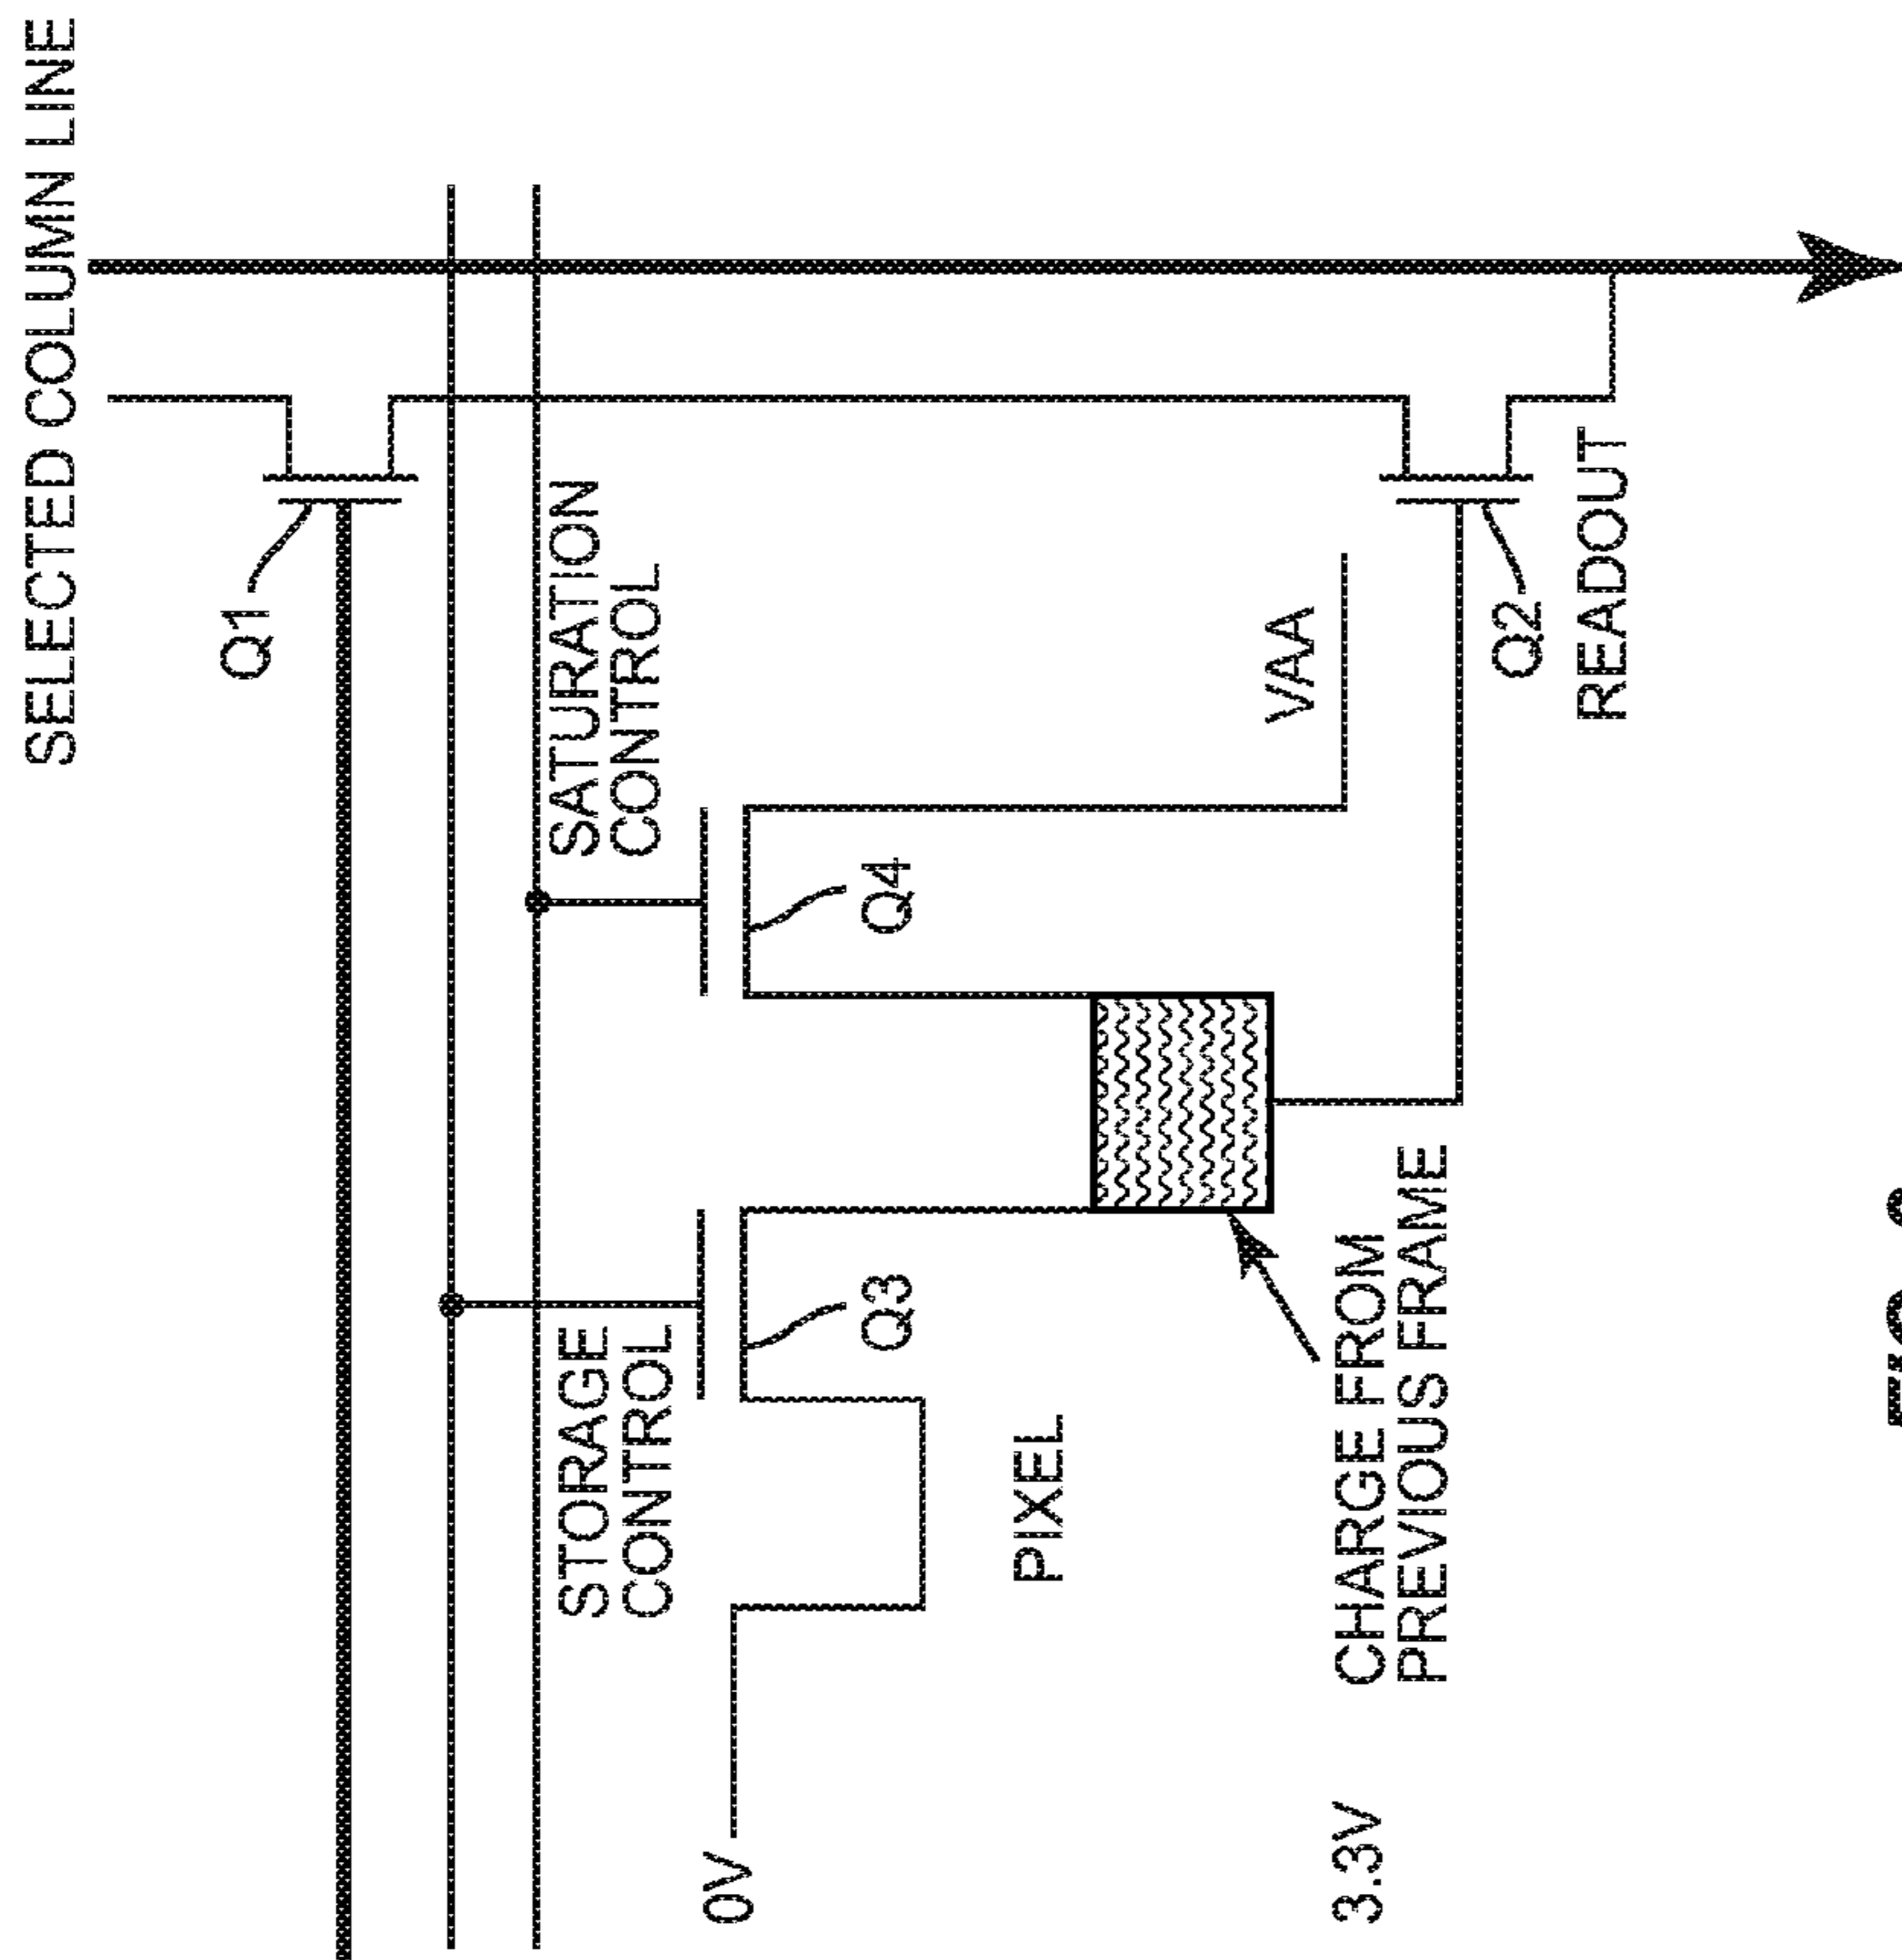 SELECTED COLUMN LINE
Q1
SATURATION
CONTROL
STORAGE
CONTROL
Q4
Q3
0V
PIXEL
VAA
CHARGE FROM
PREVIOUS FRAME
3.3V
Q2
READOUT